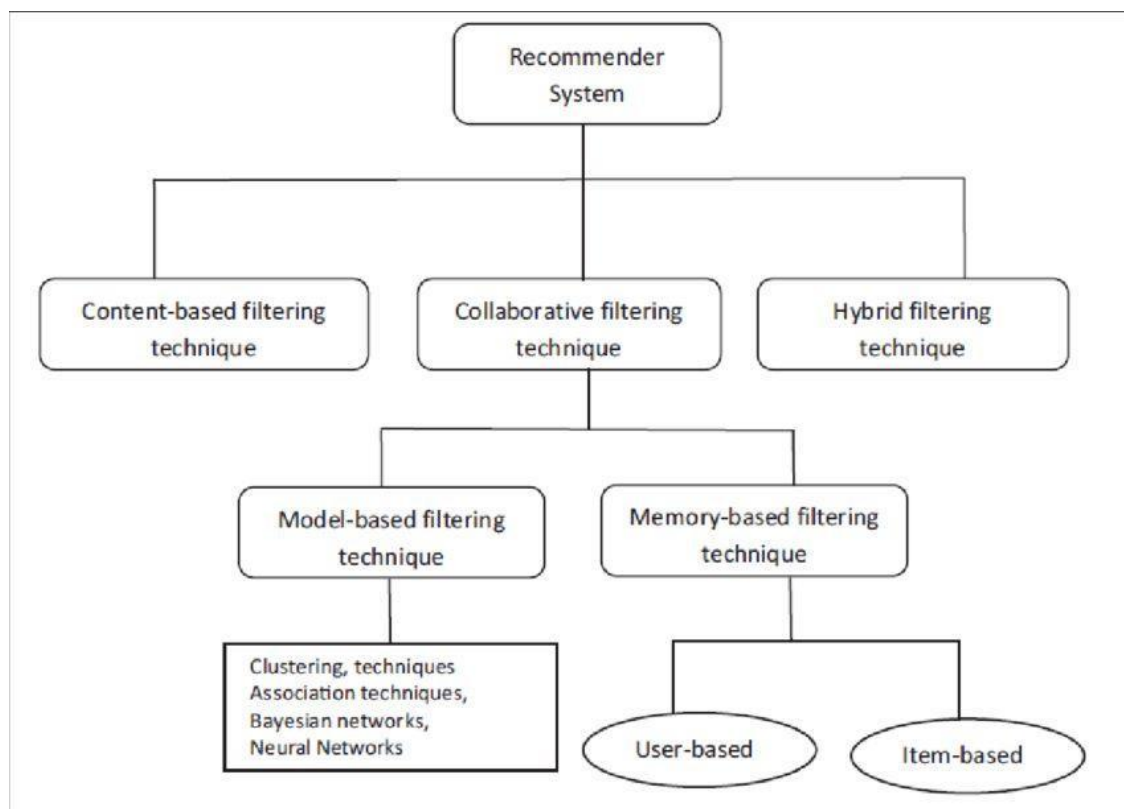 Recommender
System
Content-based filtering
technique
Collaborative filtering
technique
Hybrid filtering
technique
Model-based filtering
technique
Memory-based filtering
technique
Clustering, techniques
Association techniques,
Bayesian networks,
Neural Networks
User-based
Item-based